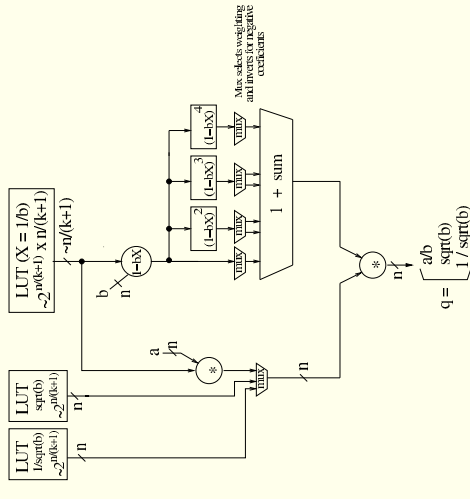 LUT
1/sqrt(b)
~2^n/(k+1)
n
LUT
sqrt(b)
~2^n/(k+1)
n
LUT (X = 1/b)
~2^n/(k+1) x n/(k+1)
~n/(k+1)
a
n
*
b
n
1-bX
2
(1-bX)
3
(1-bX)
4
(1-bX)
mux
mux
mux
mux
Mux selects weighting
and inverts for negative
coeficients
1 + sum
mux
n
*
n
q =
a/b
sqrt(b)
1 / sqrt(b)